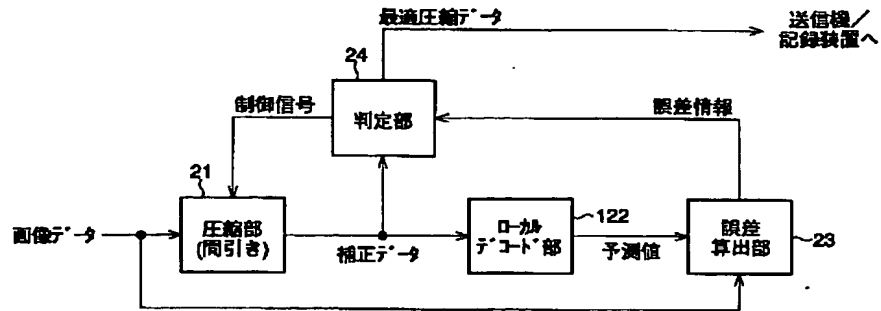 最適圧縮データ
送信機/
記録装置へ
24
制御信号
判定部
誤差情報
21
画像データ
圧縮部
(間引き)
補正データ
ローカル
デコード部
122
予測値
誤差
算出部
23